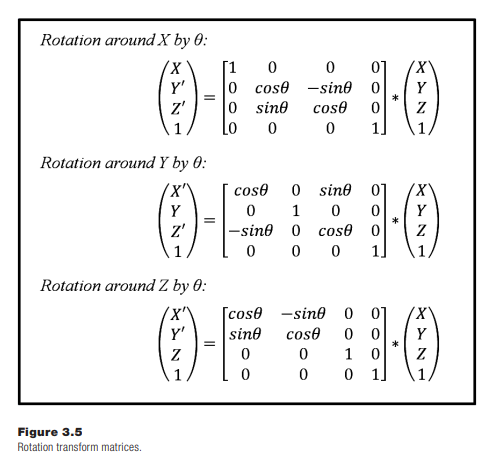 Rotation around X by θ:
(X Y′ Z′ 1) = [1 0 0 0] * (X Y Z 1)
[0 cosθ −sinθ 0]
[0 sinθ cosθ 0]
[0 0 0 1]
Rotation around Y by θ:
(X′ Y Z′ 1) = [cosθ 0 sinθ 0] * (X Y Z 1)
[0 1 0 0]
[−sinθ 0 cosθ 0]
[0 0 0 1]
Rotation around Z by θ:
(X′ Y′ Z 1) = [cosθ −sinθ 0 0] * (X Y Z 1)
[sinθ cosθ 0 0]
[0 0 1 0]
[0 0 0 1]
Figure 3.5
Rotation transform matrices.